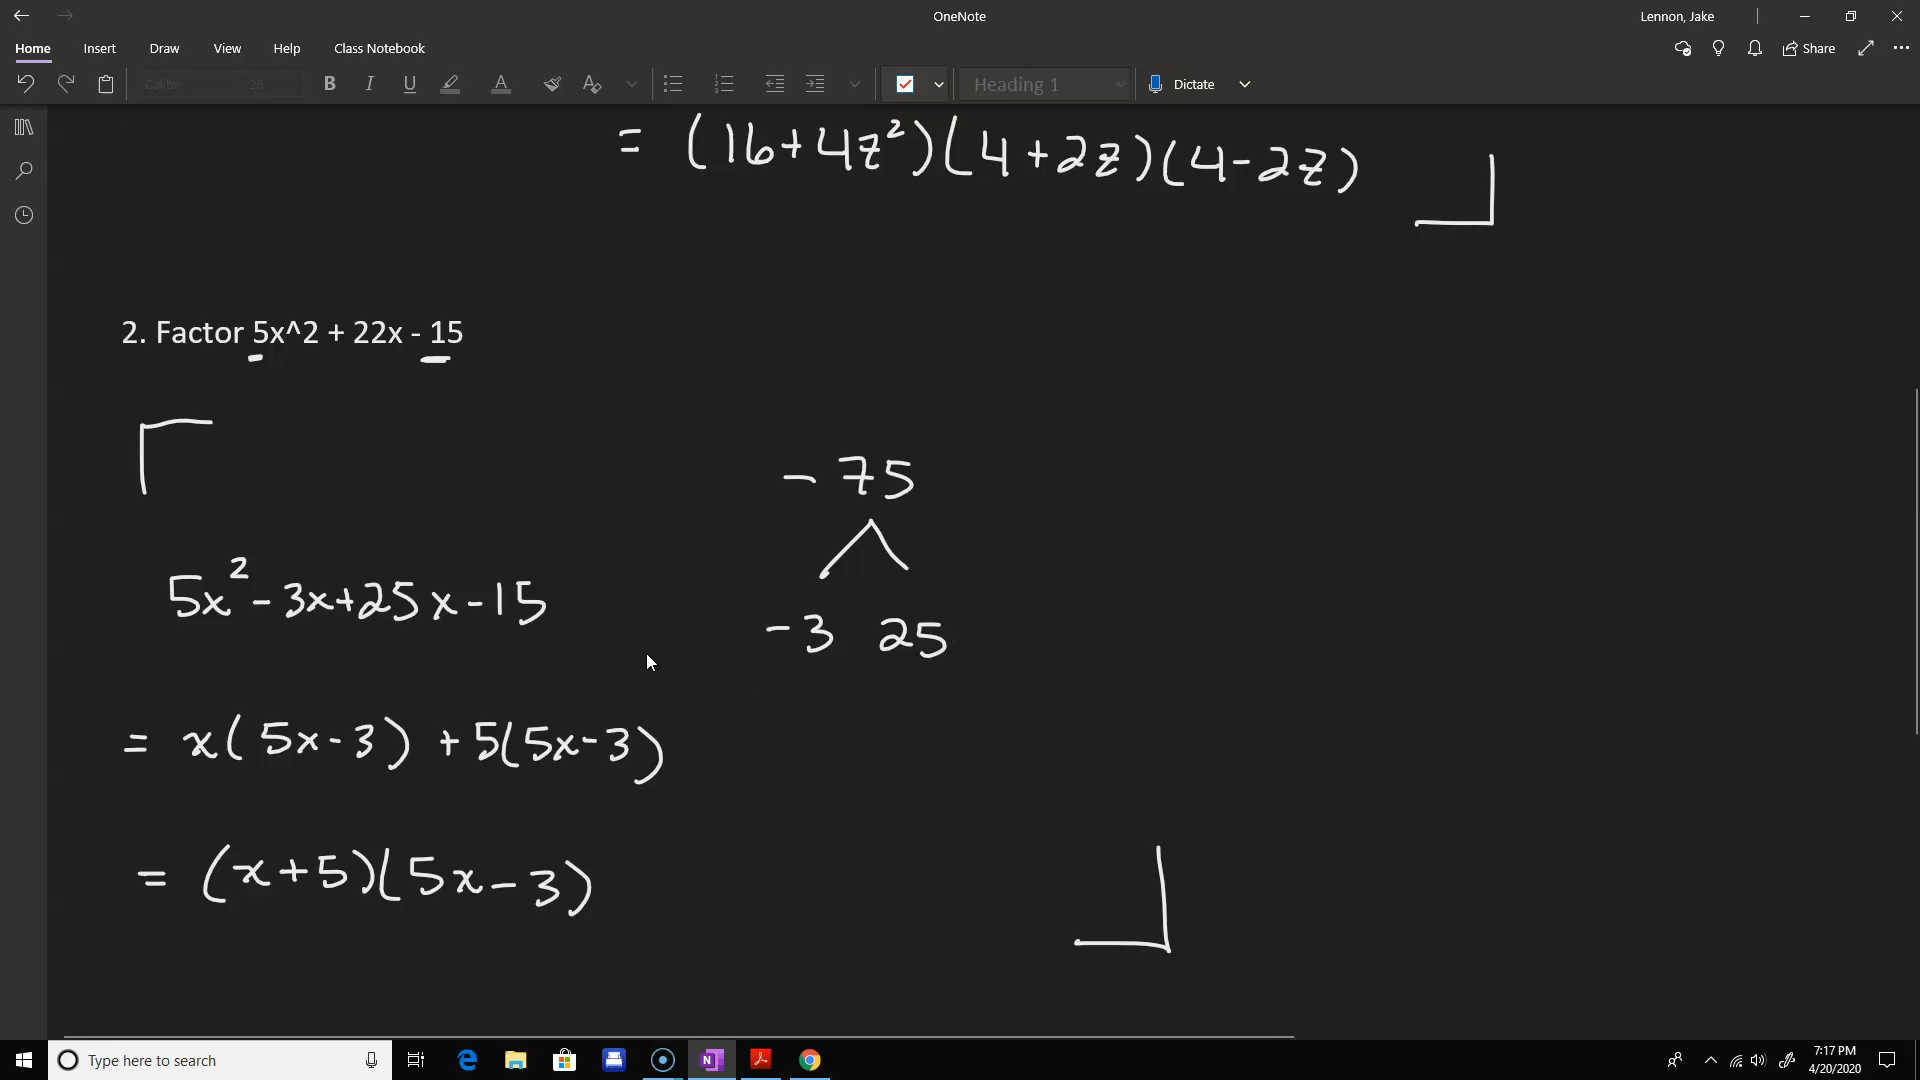 OneNote
Lennon, Jake
Home Insert Draw View Help Class Notebook
Share
Calibri 26 B I U A A Heading 1 Dictate
= (16+4z²)(4+2z)(4-2z)
2. Factor 5x^2 + 22x - 15
- 75
-3 25
5x² - 3x+25x-15
= x(5x-3) +5(5x-3)
= (x+5)(5x-3)
Type here to search
7:17 PM
4/20/2020